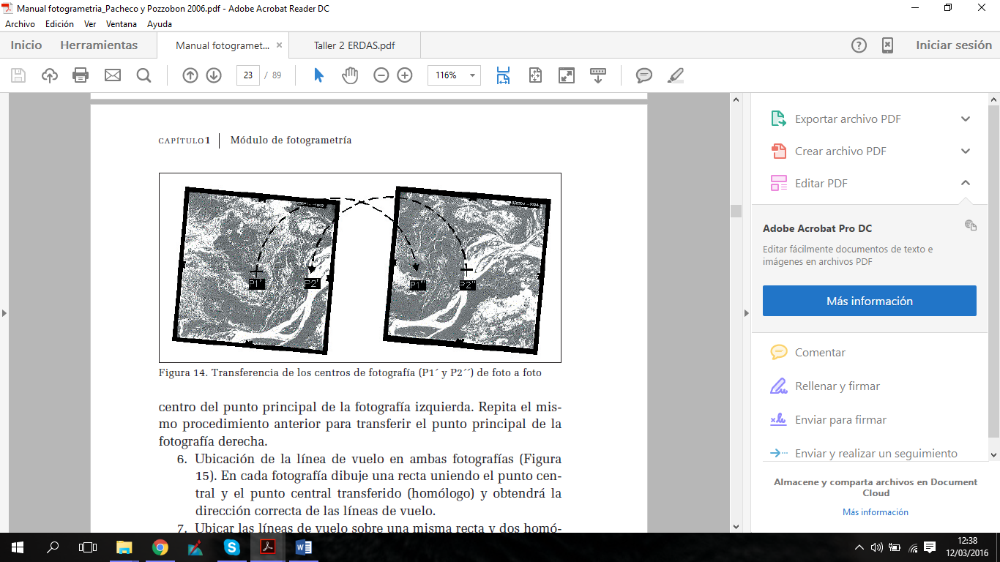 Manual fotogrametria_Pacheco y Pozzobon 2006.pdf - Adobe Acrobat Reader DC
Archivo Edición Ver Ventana Ayuda
Inicio Herramientas Manual fotogramet... × Taller 2 ERDAS.pdf Iniciar sesión
23 / 89 116%
CAPÍTULO 1 Módulo de fotogrametría
P1' P2' P1'' P2''
Figura 14. Transferencia de los centros de fotografía (P1´ y P2´´) de foto a foto
centro del punto principal de la fotografía izquierda. Repita el mis-
mo procedimiento anterior para transferir el punto principal de la
fotografía derecha.
6. Ubicación de la línea de vuelo en ambas fotografías (Figura
15). En cada fotografía dibuje una recta uniendo el punto cen-
tral y el punto central transferido (homólogo) y obtendrá la
dirección correcta de las líneas de vuelo.
7. Ubicar las líneas de vuelo sobre una misma recta y dos homó-
Exportar archivo PDF
Crear archivo PDF
Editar PDF
Adobe Acrobat Pro DC
Editar fácilmente documentos de texto e
imágenes en archivos PDF
Más información
Comentar
Rellenar y firmar
Enviar para firmar
Enviar y realizar un seguimiento
Almacene y comparta archivos en Document
Cloud
Más información
12:38
12/03/2016